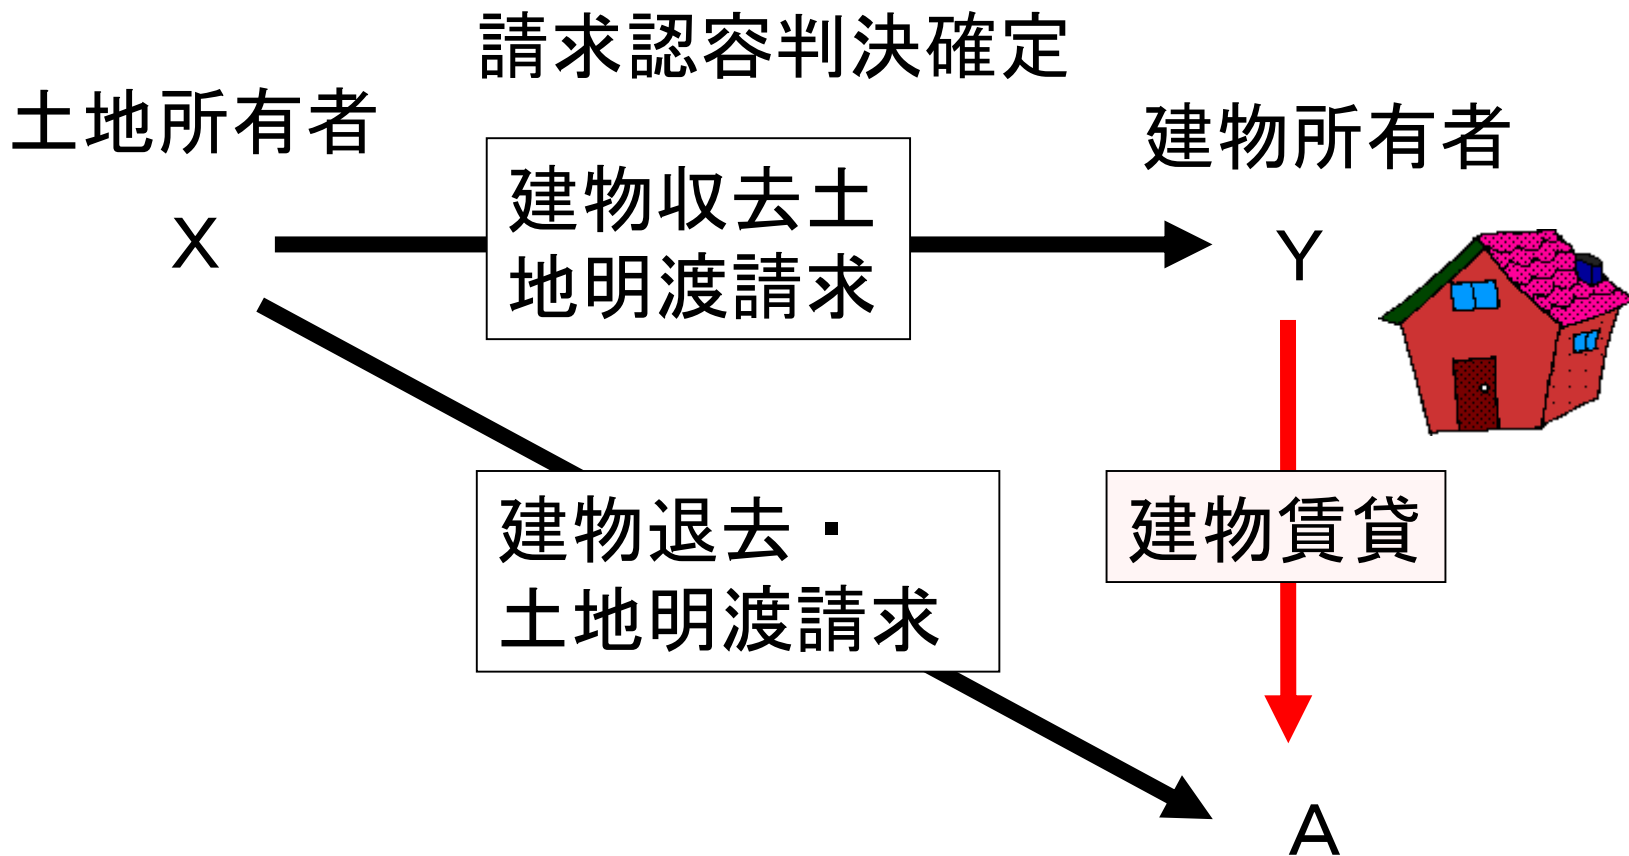 請求認容判決確定
土地所有者
建物所有者
建物収去土
地明渡請求
X
Y
建物退去・
土地明渡請求
建物賃貸
A